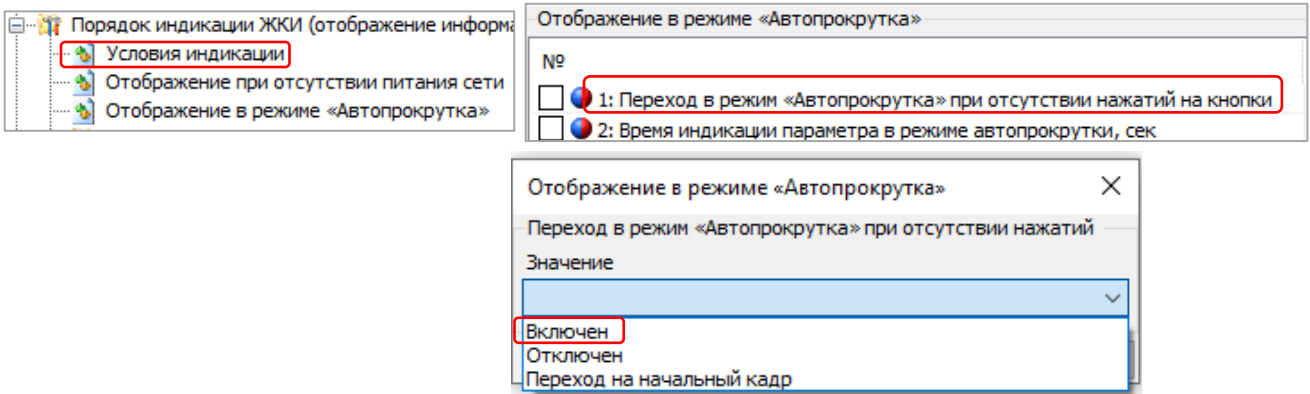 Порядок индикации ЖКИ (отображение информа
Условия индикации
Отображение при отсутствии питания сети
Отображение в режиме «Автопрокрутка»
Отображение в режиме «Автопрокрутка»
№
1: Переход в режим «Автопрокрутка» при отсутствии нажатий на кнопки
2: Время индикации параметра в режиме автопрокрутки, сек
Отображение в режиме «Автопрокрутка»
Переход в режим «Автопрокрутка» при отсутствии нажатий
Значение
Включен
Отключен
Переход на начальный кадр